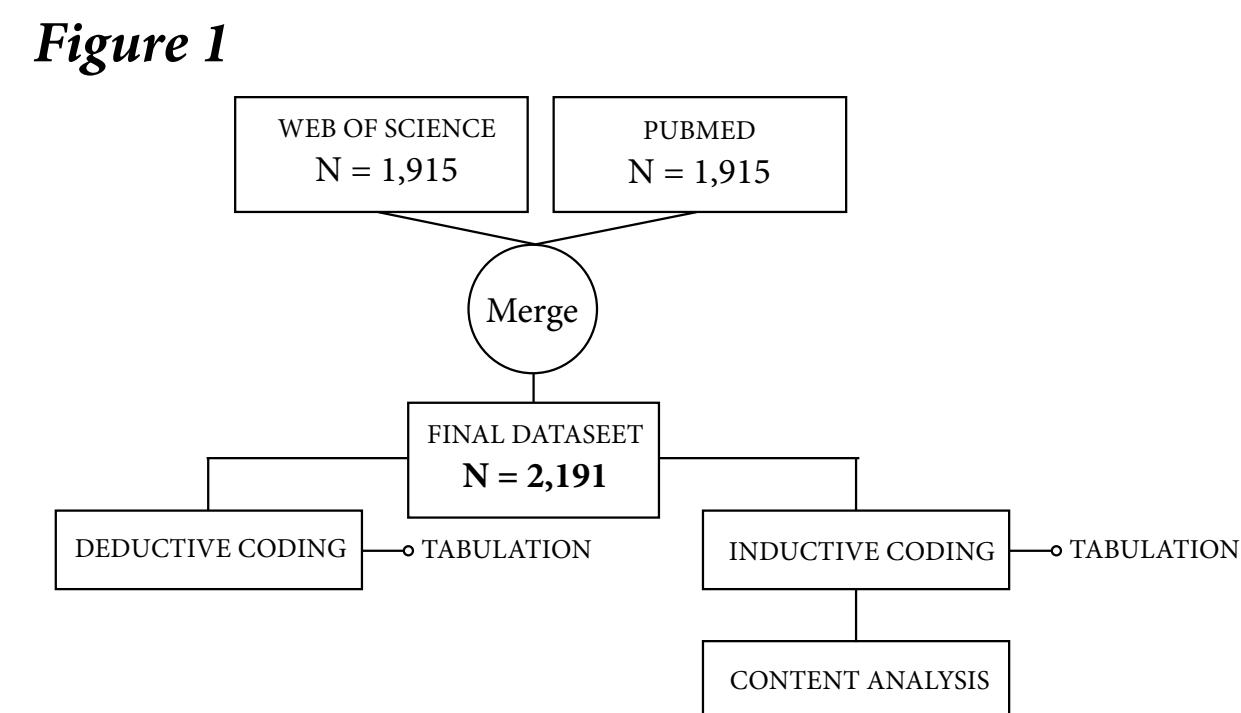 Figure 1
WEB OF SCIENCE
N = 1,915
PUBMED
N = 1,915
Merge
FINAL DATASEET
N = 2,191
DEDUCTIVE CODING
TABULATION
INDUCTIVE CODING
TABULATION
CONTENT ANALYSIS